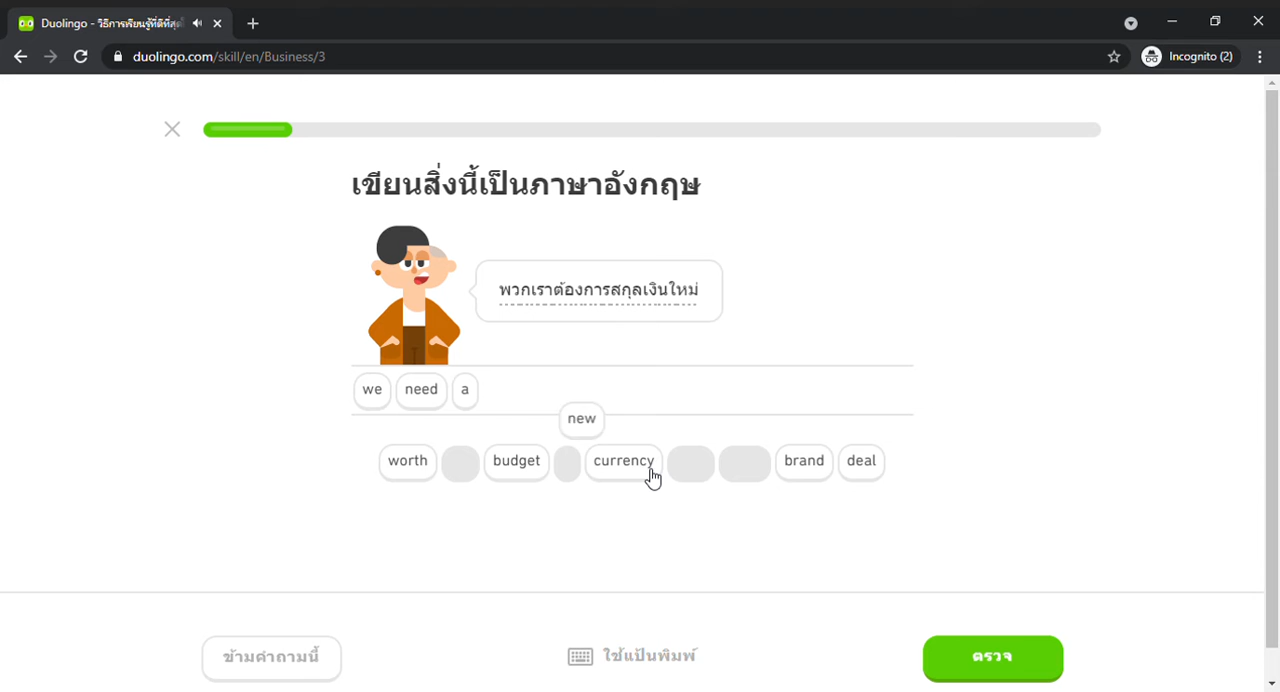 Duolingo - วิธีการเรียนรู้ที่ดีที่สุด
duolingo.com/skill/en/Business/3
Incognito (2)
เขียนสิ่งนี้เป็นภาษาอังกฤษ
พวกเราต้องการสกุลเงินใหม่
we need a
new
worth budget currency brand deal
ข้ามคำถามนี้ ใช้แป้นพิมพ์ ตรวจ